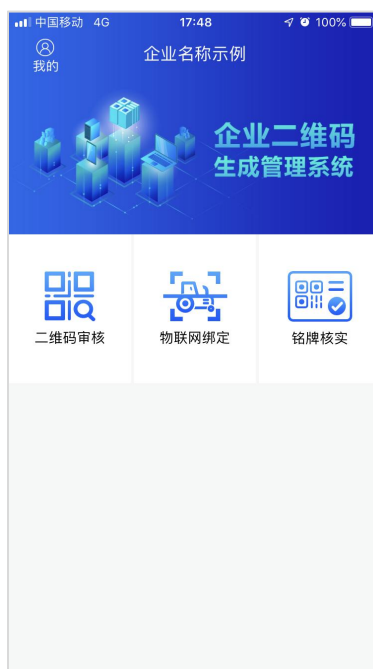 中国移动 4G 17:48 100%
我的
企业名称示例
企业二维码
生成管理系统
二维码审核
物联网绑定
铭牌核实